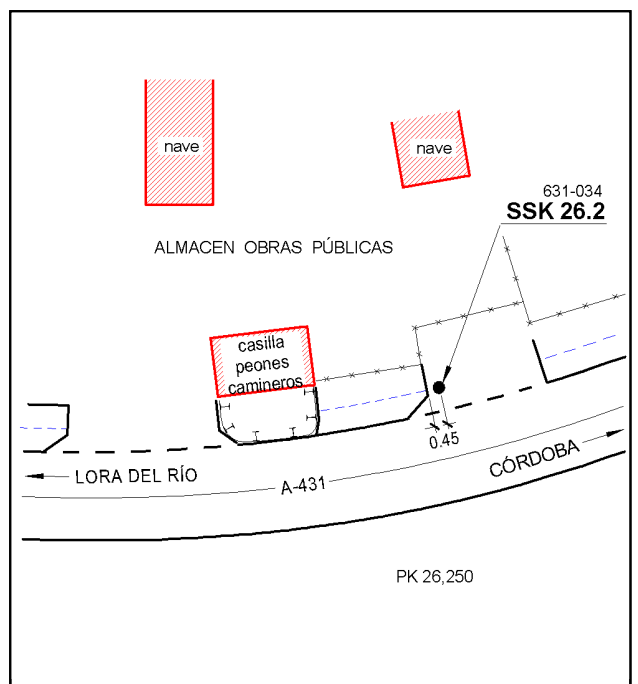 nave
nave
631-034
SSK 26.2
ALMACEN OBRAS PÚBLICAS
casilla
peones
camineros
0.45
LORA DEL RÍO
A-431
CÓRDOBA
PK 26,250